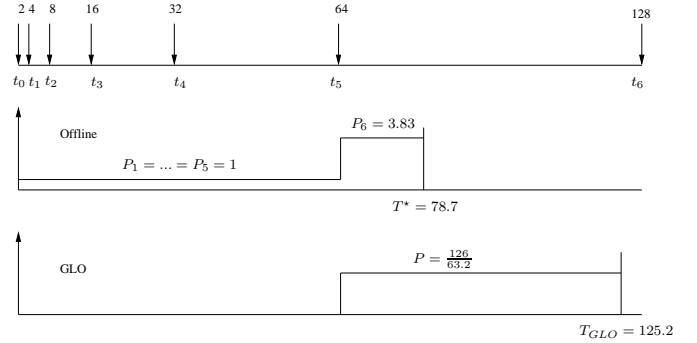 2 4 8 16 32 64 128
t₀ t₁ t₂ t₃ t₄ t₅ t₆
Offline
P₆ = 3.83
P₁ = ... = P₅ = 1
T⋆ = 78.7
GLO
P = 126/63.2
T_GLO = 125.2